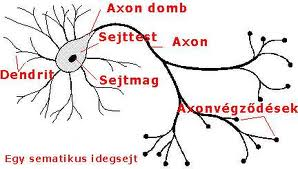 Axon domb
Sejttest
Axon
Dendrit
Sejtmag
Axonvégződések
Egy sematikus idegsejt